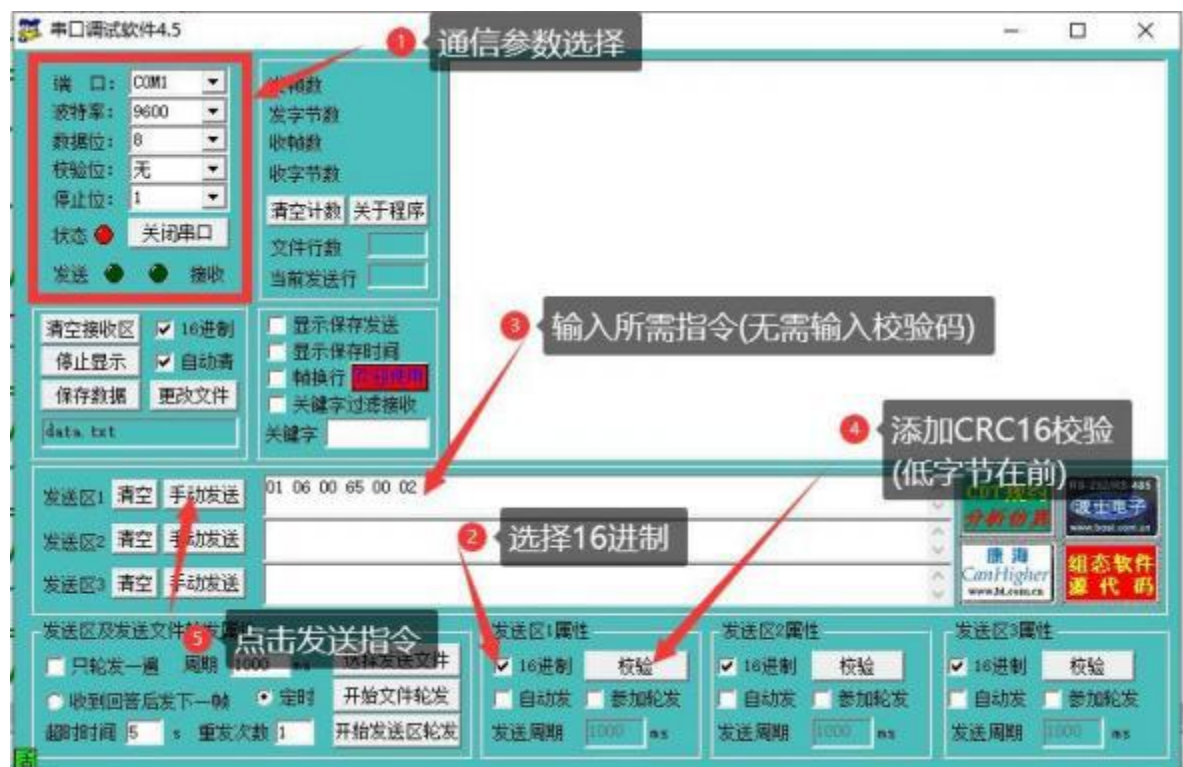 串口调试软件4.5
1 通信参数选择
端 口: COM1
波特率: 9600
数据位: 8
校验位: 无
停止位: 1
状态 关闭串口
发送 接收
发字节数
收帧数
收字节数
清空计数 关于程序
文件行数
当前发送行
清空接收区 16进制
停止显示 自动清
保存数据 更改文件
data.txt
显示保存发送
显示保存时间
帧换行
关键字过滤接收
关键字
3 输入所需指令(无需输入校验码)
4 添加CRC16校验
(低字节在前)
发送区1 清空 手动发送 01 06 00 65 00 02
发送区2 清空 手动发送
发送区3 清空 手动发送
2 选择16进制
分析仿真
RS-232/RS-485
波士电子
康海
CanHigher
组态软件
源代码
5 点击发送指令
只轮发一遍 周期 1000 ms 选择发送文件
收到回答后发下一帧 定时 开始文件轮发
超时时间 5 s 重发次数 1 开始发送区轮发
发送区1属性
16进制 校验
自动发 参加轮发
发送周期 1000 ms
发送区2属性
16进制 校验
自动发 参加轮发
发送周期 1000 ms
发送区3属性
16进制 校验
自动发 参加轮发
发送周期 1000 ms